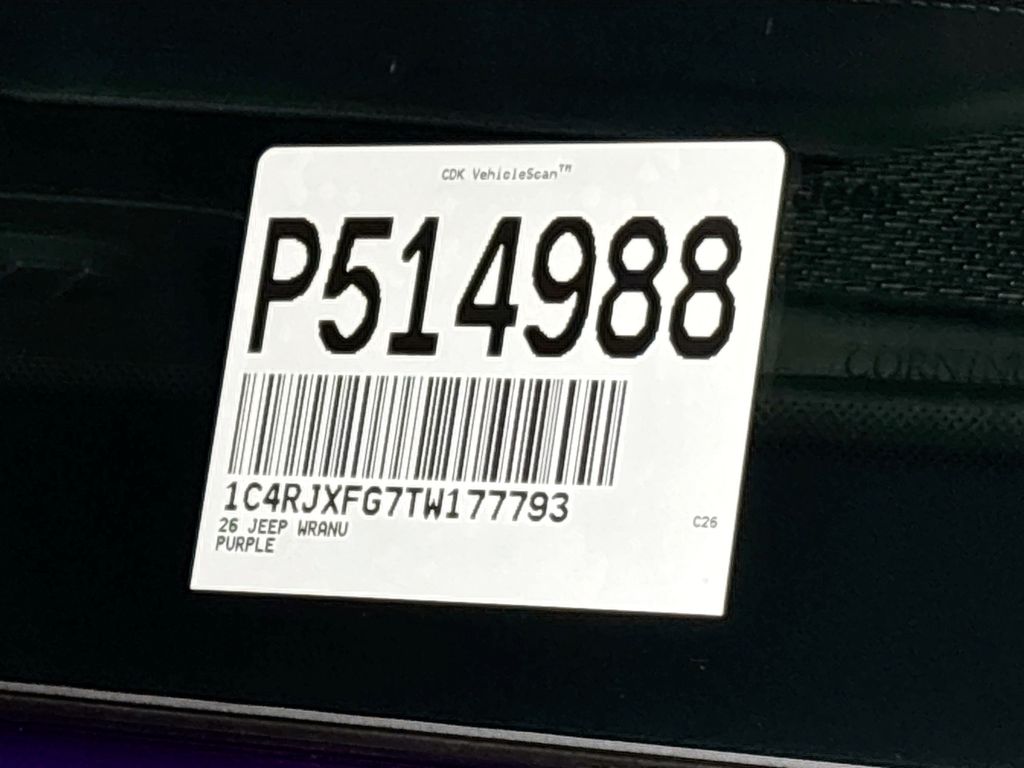 CDK VehicleScan™
P514988
1C4RJXFG7TW177793
26 JEEP WRANU
C26
PURPLE